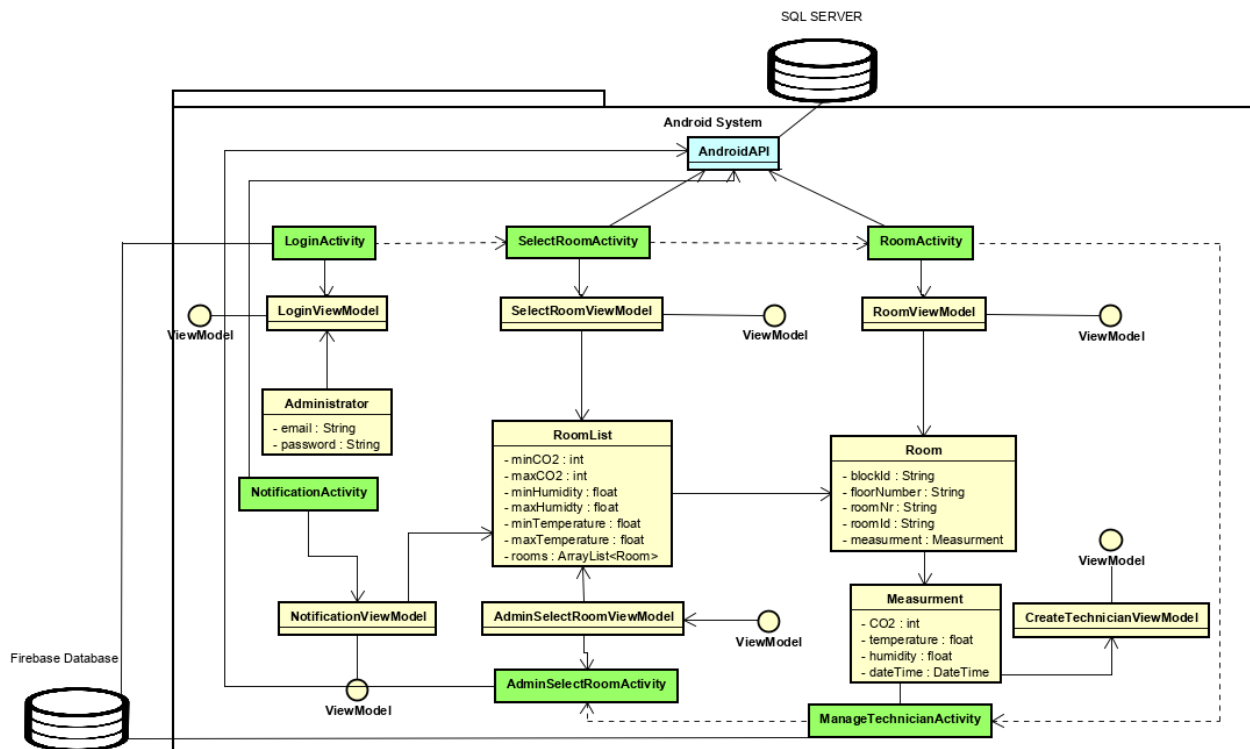 SQL SERVER
Android System
AndroidAPI
LoginActivity
SelectRoomActivity
RoomActivity
LoginViewModel
SelectRoomViewModel
RoomViewModel
ViewModel
ViewModel
ViewModel
Administrator
- email : String
- password : String
RoomList
- minCO2 : int
- maxCO2 : int
- minHumidity : float
- maxHumidty : float
- minTemperature : float
- maxTemperature : float
- rooms : ArrayList<Room>
Room
- blockId : String
- floorNumber : String
- roomNr : String
- roomId : String
- measurment : Measurment
NotificationActivity
ViewModel
NotificationViewModel
AdminSelectRoomViewModel
ViewModel
Measurment
- CO2 : int
- temperature : float
- humidity : float
- dateTime : DateTime
CreateTechnicianViewModel
Firebase Database
ViewModel
AdminSelectRoomActivity
ManageTechnicianActivity